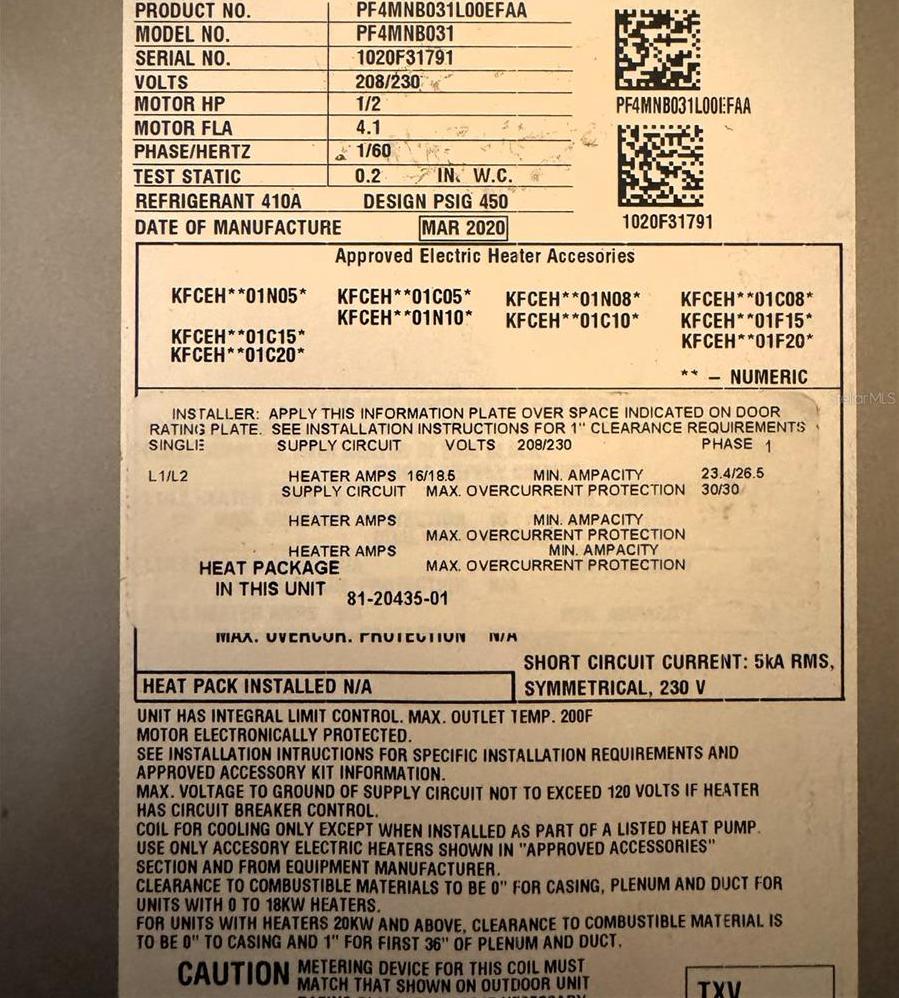 PRODUCT NO. PF4MNB031L00EFAA
MODEL NO. PF4MNB031
SERIAL NO. 1020F31791
VOLTS 208/230
MOTOR HP 1/2
MOTOR FLA 4.1
PHASE/HERTZ 1/60
TEST STATIC 0.2 IN. W.C.
REFRIGERANT 410A DESIGN PSIG 450
DATE OF MANUFACTURE MAR 2020
PF4MNB031L00EFAA
1020F31791
Approved Electric Heater Accesories
KFCEH**01N05* KFCEH**01C05* KFCEH**01N08* KFCEH**01C08*
KFCEH**01N10* KFCEH**01C10* KFCEH**01F15*
KFCEH**01C15* KFCEH**01F20*
KFCEH**01C20*
** – NUMERIC
INSTALLER: APPLY THIS INFORMATION PLATE OVER SPACE INDICATED ON DOOR
RATING PLATE. SEE INSTALLATION INSTRUCTIONS FOR 1" CLEARANCE REQUIREMENTS
SINGLE SUPPLY CIRCUIT VOLTS 208/230 PHASE 1
L1/L2 HEATER AMPS 16/18.5 MIN. AMPACITY 23.4/26.5
SUPPLY CIRCUIT MAX. OVERCURRENT PROTECTION 30/30
HEATER AMPS MIN. AMPACITY
MAX. OVERCURRENT PROTECTION
HEATER AMPS MIN. AMPACITY
HEAT PACKAGE MAX. OVERCURRENT PROTECTION
IN THIS UNIT 81-20435-01
MAX. OVERCUR. PROTECTION N/A
SHORT CIRCUIT CURRENT: 5kA RMS,
HEAT PACK INSTALLED N/A SYMMETRICAL, 230 V
UNIT HAS INTEGRAL LIMIT CONTROL. MAX. OUTLET TEMP. 200F
MOTOR ELECTRONICALLY PROTECTED.
SEE INSTALLATION INTRUCTIONS FOR SPECIFIC INSTALLATION REQUIREMENTS AND
APPROVED ACCESSORY KIT INFORMATION.
MAX. VOLTAGE TO GROUND OF SUPPLY CIRCUIT NOT TO EXCEED 120 VOLTS IF HEATER
HAS CIRCUIT BREAKER CONTROL.
COIL FOR COOLING ONLY EXCEPT WHEN INSTALLED AS PART OF A LISTED HEAT PUMP.
USE ONLY ACCESORY ELECTRIC HEATERS SHOWN IN "APPROVED ACCESSORIES"
SECTION AND FROM EQUIPMENT MANUFACTURER.
CLEARANCE TO COMBUSTIBLE MATERIALS TO BE 0" FOR CASING, PLENUM AND DUCT FOR
UNITS WITH 0 TO 18KW HEATERS.
FOR UNITS WITH HEATERS 20KW AND ABOVE, CLEARANCE TO COMBUSTIBLE MATERIAL IS
TO BE 0" TO CASING AND 1" FOR FIRST 36" OF PLENUM AND DUCT.
CAUTION METERING DEVICE FOR THIS COIL MUST
MATCH THAT SHOWN ON OUTDOOR UNIT
TXV